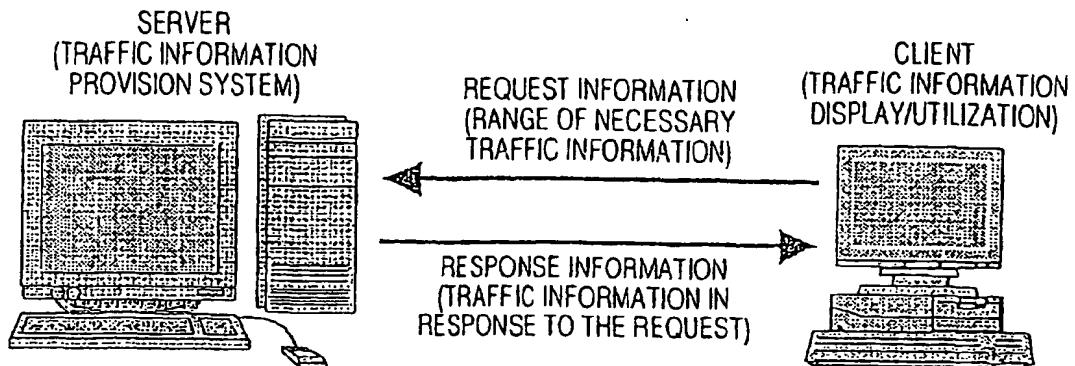 SERVER
(TRAFFIC INFORMATION
PROVISION SYSTEM)
REQUEST INFORMATION
(RANGE OF NECESSARY
TRAFFIC INFORMATION)
CLIENT
(TRAFFIC INFORMATION
DISPLAY/UTILIZATION)
RESPONSE INFORMATION
(TRAFFIC INFORMATION IN
RESPONSE TO THE REQUEST)